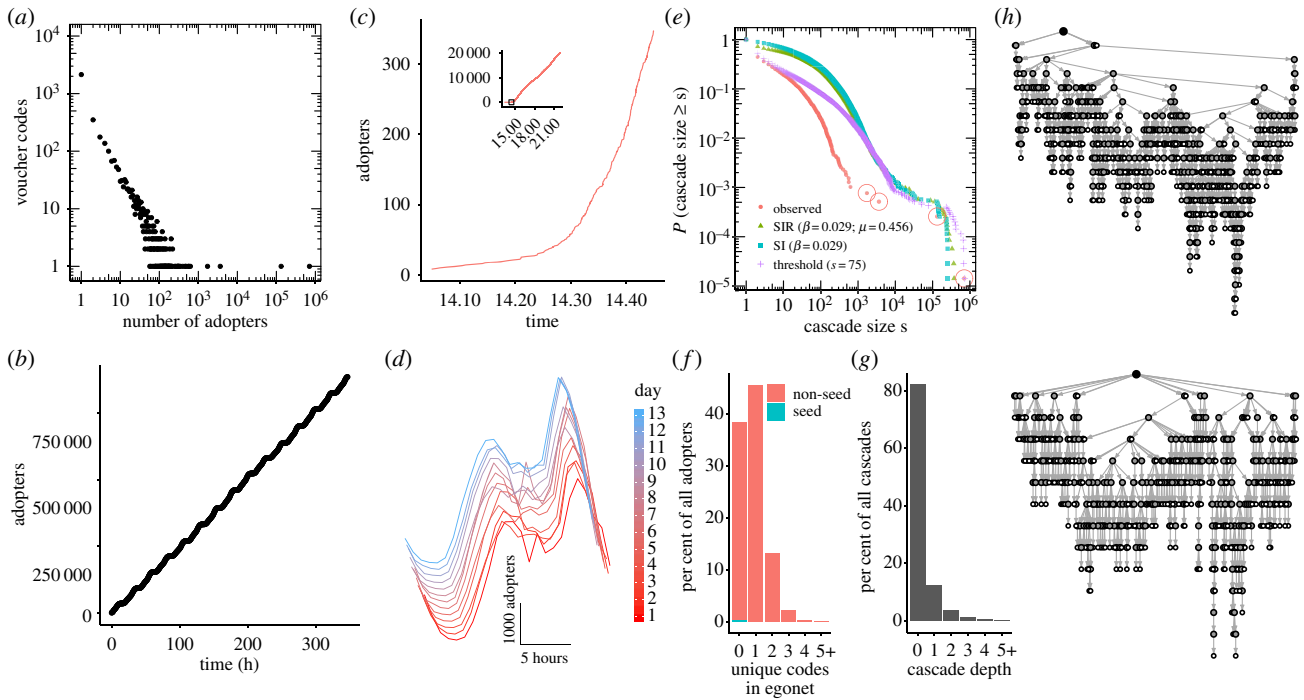 (a)
voucher codes
10^4
10^3
10^2
10
1
1 10 10^2 10^3 10^4 10^5 10^6
number of adopters
(b)
adopters
750 000
500 000
250 000
0
0 100 200 300
time (h)
(c)
adopters
300
200
100
0
14.10 14.20 14.30 14.40
time
20 000
10 000
0
15.00 18.00 21.00
(d)
1000 adopters
5 hours
day
13
12
11
10
9
8
7
6
5
4
3
2
1
(e)
P (cascade size ≥ s)
1
10^-1
10^-2
10^-3
10^-4
10^-5
observed
SIR (β = 0.029; μ = 0.456)
SI (β = 0.029)
threshold (s = 75)
1 10 10^2 10^3 10^4 10^5 10^6
cascade size s
(f)
per cent of all adopters
40
20
0
non-seed
seed
0 1 2 3 4 5+
unique codes
in egonet
(g)
per cent of all cascades
80
60
40
20
0
0 1 2 3 4 5+
cascade depth
(h)